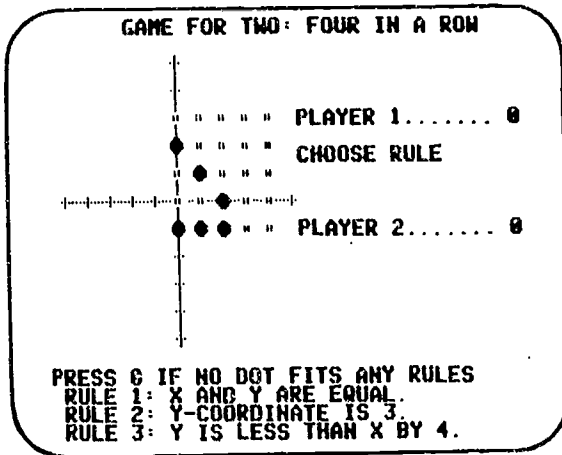 GAME FOR TWO: FOUR IN A ROW
PLAYER 1....... 0
CHOOSE RULE
PLAYER 2....... 0
PRESS G IF NO DOT FITS ANY RULES
RULE 1: X AND Y ARE EQUAL.
RULE 2: Y-COORDINATE IS 3.
RULE 3: Y IS LESS THAN X BY 4.